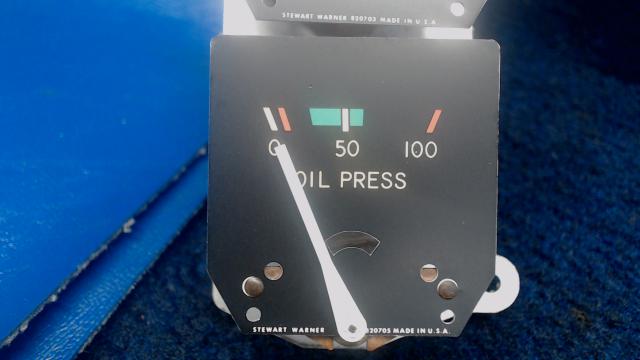 STEWART WARNER 820703 MADE IN U.S.A.
0 50 100
OIL PRESS
STEWART WARNER 820705 MADE IN U.S.A.